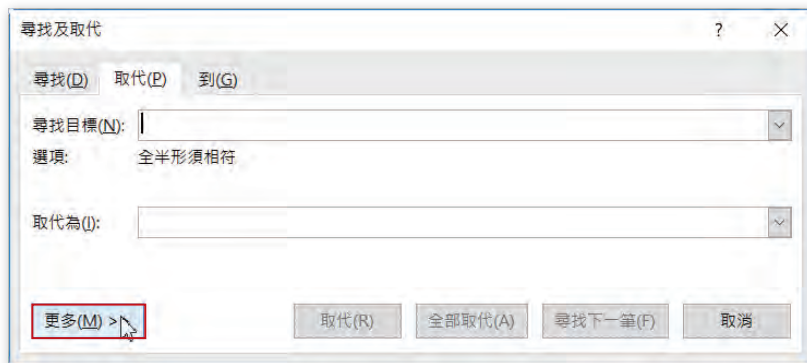 尋找及取代 ?
尋找(D) 取代(P) 到(G)
尋找目標(N):
選項: 全半形須相符
取代為(I):
更多(M) >> 取代(R) 全部取代(A) 尋找下一筆(F) 取消